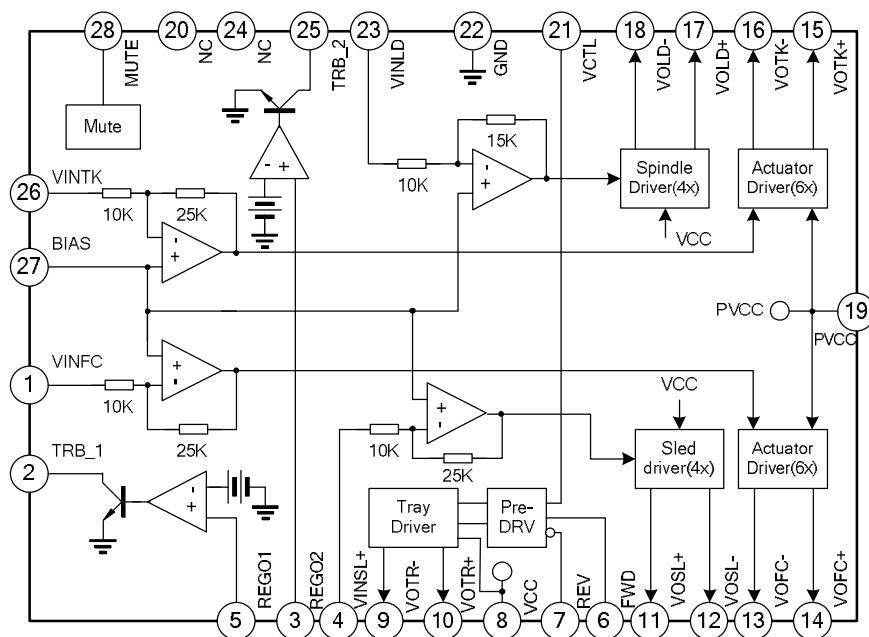 28
20
24
25
23
22
21
18
17
16
15
MUTE
NC
NC
TRB_2
VINLD
GND
VCTL
VOLD-
VOLD+
VOTK-
VOTK+
Mute
15K
10K
Spindle
Driver(4x)
Actuator
Driver(6x)
VCC
26
VINTK
10K
25K
27
BIAS
PVCC
19
PVCC
1
VINFC
10K
25K
VCC
2
TRB_1
10K
25K
Sled
driver(4x)
Actuator
Driver(6x)
Tray
Driver
Pre-
DRV
REGO1
REGO2
VINSL+
VOTR-
VOTR+
VCC
REV
FWD
VOSL+
VOSL-
VOFC-
VOFC+
5
3
4
9
10
8
7
6
11
12
13
14